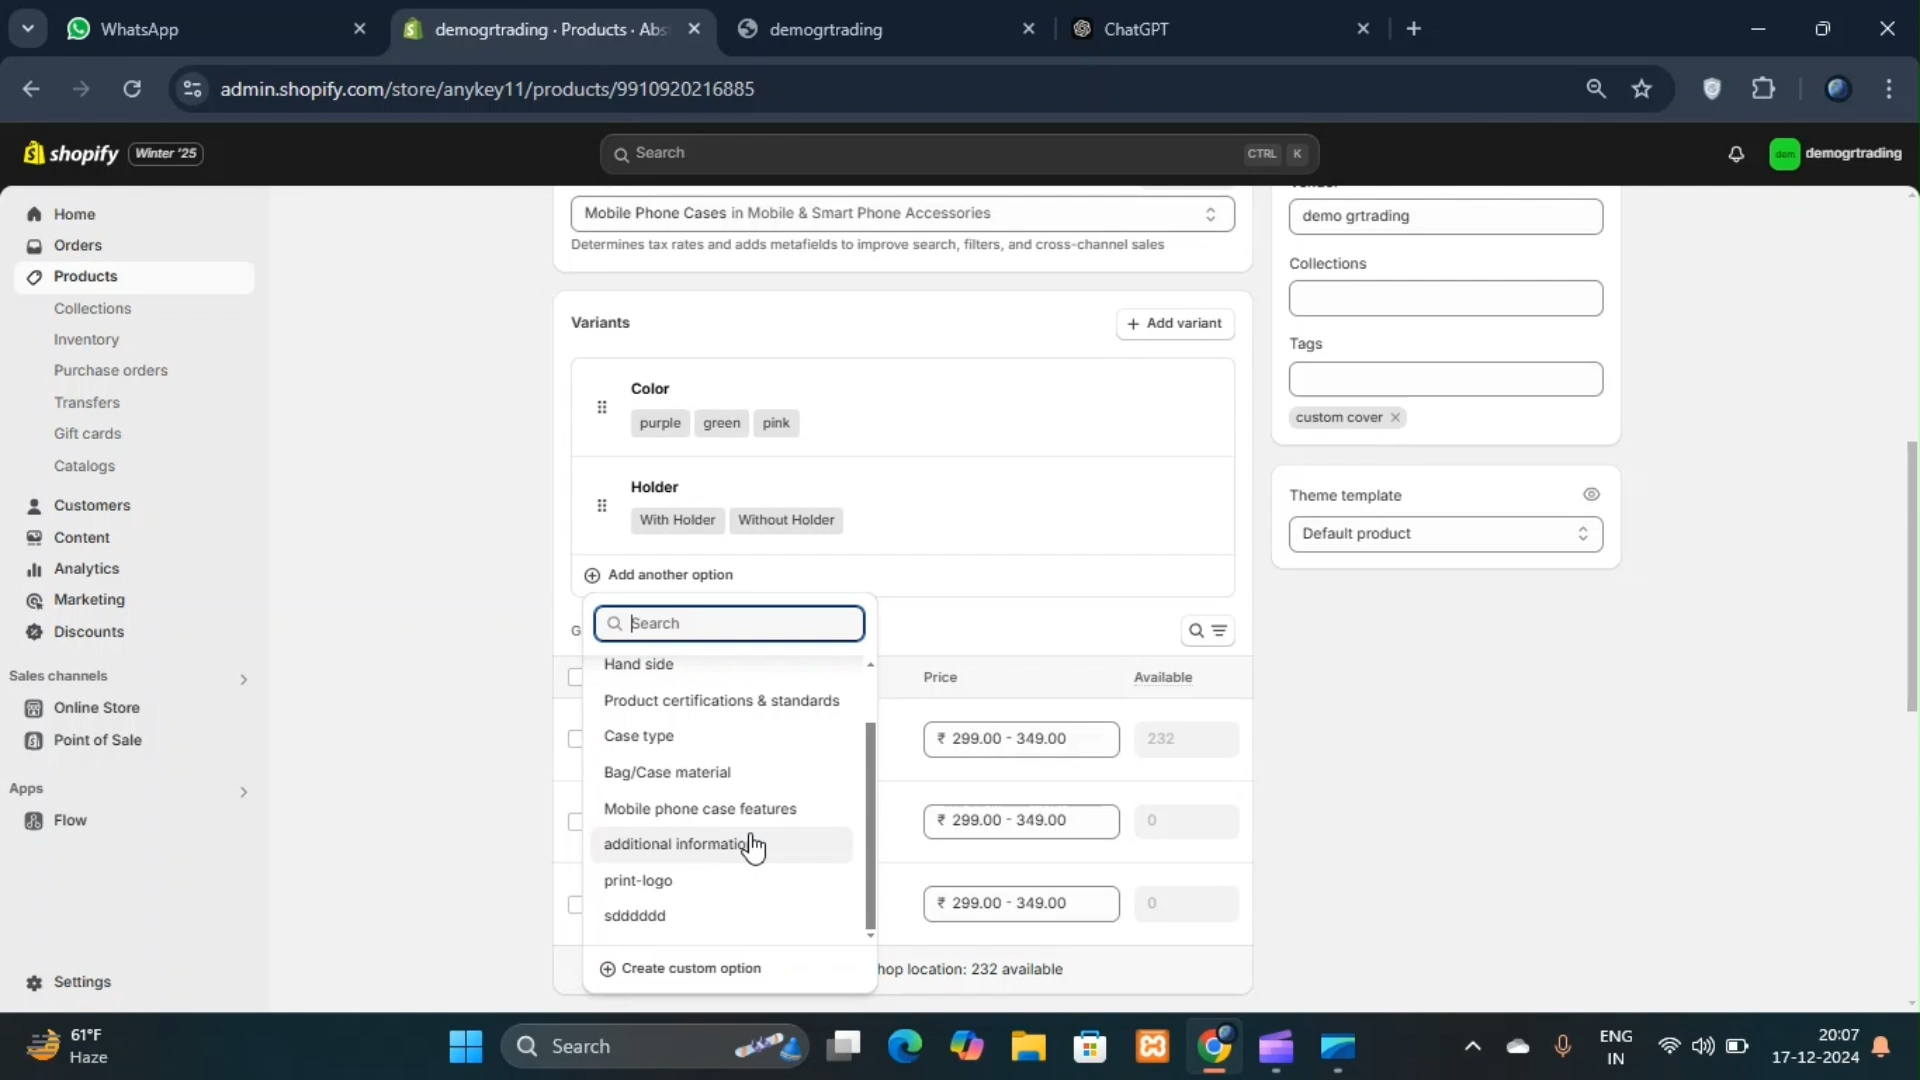 WhatsApp
demogrtrading · Products · Abs
demogrtrading
ChatGPT
admin.shopify.com/store/anykey11/products/9910920216885
shopify
Winter '25
Search
CTRL K
dem
demogrtrading
Home
Orders
Products
Collections
Inventory
Purchase orders
Transfers
Gift cards
Catalogs
Customers
Content
Analytics
Marketing
Discounts
Sales channels
Online Store
Point of Sale
Apps
Flow
Settings
Mobile Phone Cases in Mobile & Smart Phone Accessories
Determines tax rates and adds metafields to improve search, filters, and cross-channel sales
Variants
Add variant
Color
purple green pink
Holder
With Holder Without Holder
Add another option
G
Search
Hand side
Product certifications & standards
Case type
Bag/Case material
Mobile phone case features
additional informatio
print-logo
sdddddd
Create custom option
Price
Available
₹ 299.00 - 349.00
232
₹ 299.00 - 349.00
0
₹ 299.00 - 349.00
0
hop location: 232 available
Vendor
demo grtrading
Collections
Tags
custom cover
Theme template
Default product
61°F
Haze
Search
ENG
IN
20:07
17-12-2024